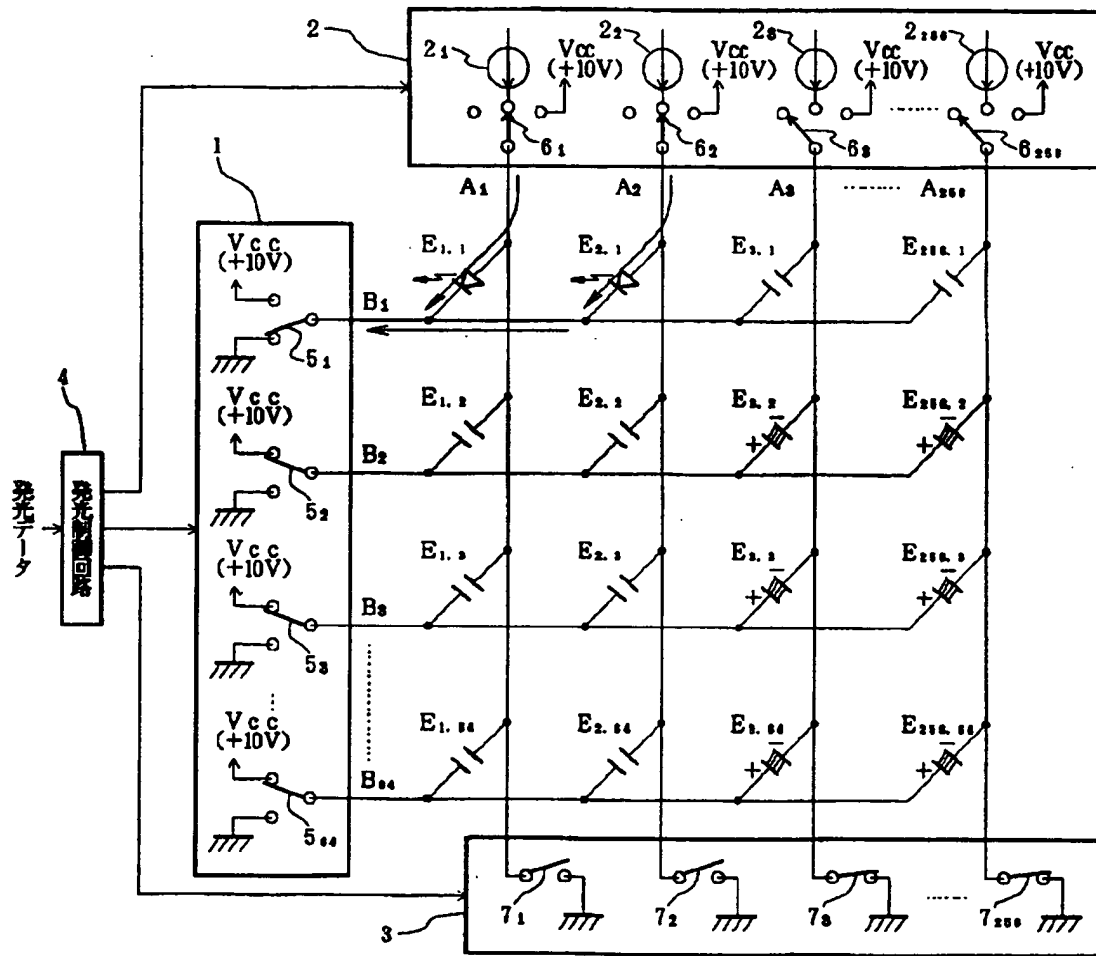 2
2₁
Vcc
(+10V)
2₂
Vcc
(+10V)
2₃
Vcc
(+10V)
2₂₅₆
Vcc
(+10V)
6₁
6₂
6₃
6₂₅₆
1
A₁
A₂
A₃
A₂₅₆
Vcc
(+10V)
5₁
B₁
E₁.₁
E₂.₁
E₃.₁
E₂₅₆.₁
4
発光データ
発光制御回路
Vcc
(+10V)
5₂
B₂
E₁.₂
E₂.₂
E₃.₂
+ −
E₂₅₆.₂
+ −
Vcc
(+10V)
5₃
B₃
E₁.₃
E₂.₃
E₃.₃
+ −
E₂₅₆.₃
+ −
Vcc
(+10V)
5₆₄
B₆₄
E₁.₆₄
E₂.₆₄
E₃.₆₄
+ −
E₂₅₆.₆₄
+ −
7₁
7₂
7₃
7₂₅₆
3